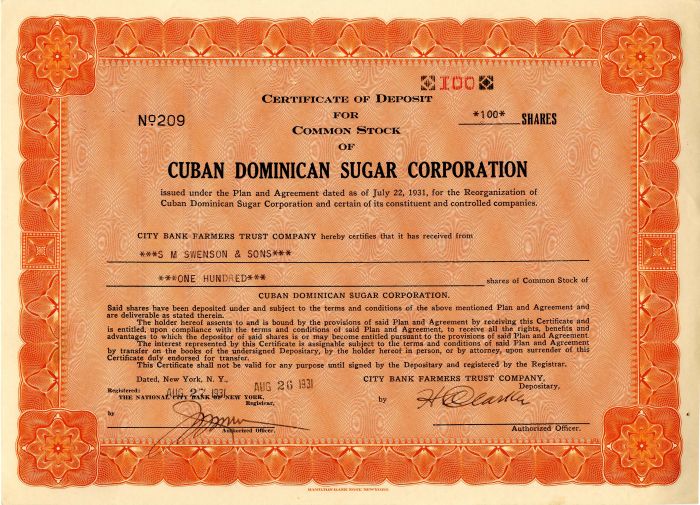 100
CERTIFICATE OF DEPOSIT
FOR
COMMON STOCK
OF
No209
*100* SHARES
CUBAN DOMINICAN SUGAR CORPORATION
issued under the Plan and Agreement dated as of July 22, 1931, for the Reorganization of
Cuban Dominican Sugar Corporation and certain of its constituent and controlled companies.
CITY BANK FARMERS TRUST COMPANY hereby certifies that it has received from
***S M SWENSON & SONS***
***ONE HUNDRED*** shares of Common Stock of
CUBAN DOMINICAN SUGAR CORPORATION.
Said shares have been deposited under and subject to the terms and conditions of the above mentioned Plan and Agreement and
are deliverable as stated therein.
The holder hereof assents to and is bound by the provisions of said Plan and Agreement by receiving this Certificate and
is entitled, upon compliance with the terms and conditions of said Plan and Agreement, to receive all the rights, benefits and
advantages to which the depositor of said shares is or may become entitled pursuant to the provisions of said Plan and Agreement.
The interest represented by this Certificate is assignable subject to the terms and conditions of said Plan and Agreement
by transfer on the books of the undersigned Depositary, by the holder hereof in person, or by attorney, upon surrender of this
Certificate duly endorsed for transfer.
This Certificate shall not be valid for any purpose until signed by the Depositary and registered by the Registrar.
Dated, New York, N. Y. AUG 26 1931
CITY BANK FARMERS TRUST COMPANY,
Depositary,
Registered: AUG 27 1931
THE NATIONAL CITY BANK OF NEW YORK,
Registrar,
by
Authorized Officer.
by
Authorized Officer.
HAMILTON BANK NOTE, NEW YORK.